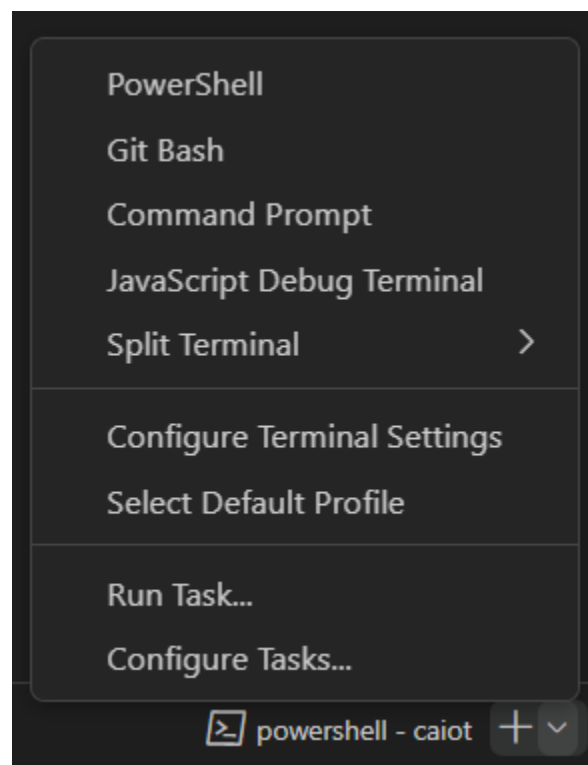 PowerShell
Git Bash
Command Prompt
JavaScript Debug Terminal
Split Terminal
Configure Terminal Settings
Select Default Profile
Run Task...
Configure Tasks...
powershell - caiot